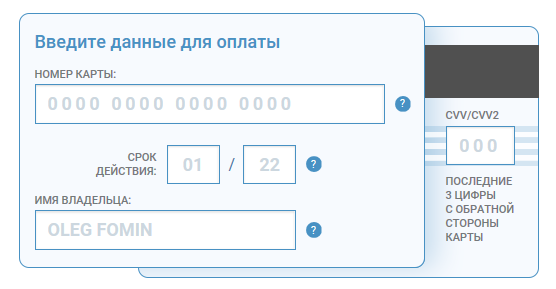 Введите данные для оплаты
НОМЕР КАРТЫ:
0000 0000 0000 0000 ?
СРОК
ДЕЙСТВИЯ:
01 / 22 ?
ИМЯ ВЛАДЕЛЬЦА:
OLEG FOMIN ?
CVV/CVV2
000
ПОСЛЕДНИЕ
3 ЦИФРЫ
С ОБРАТНОЙ
СТОРОНЫ
КАРТЫ